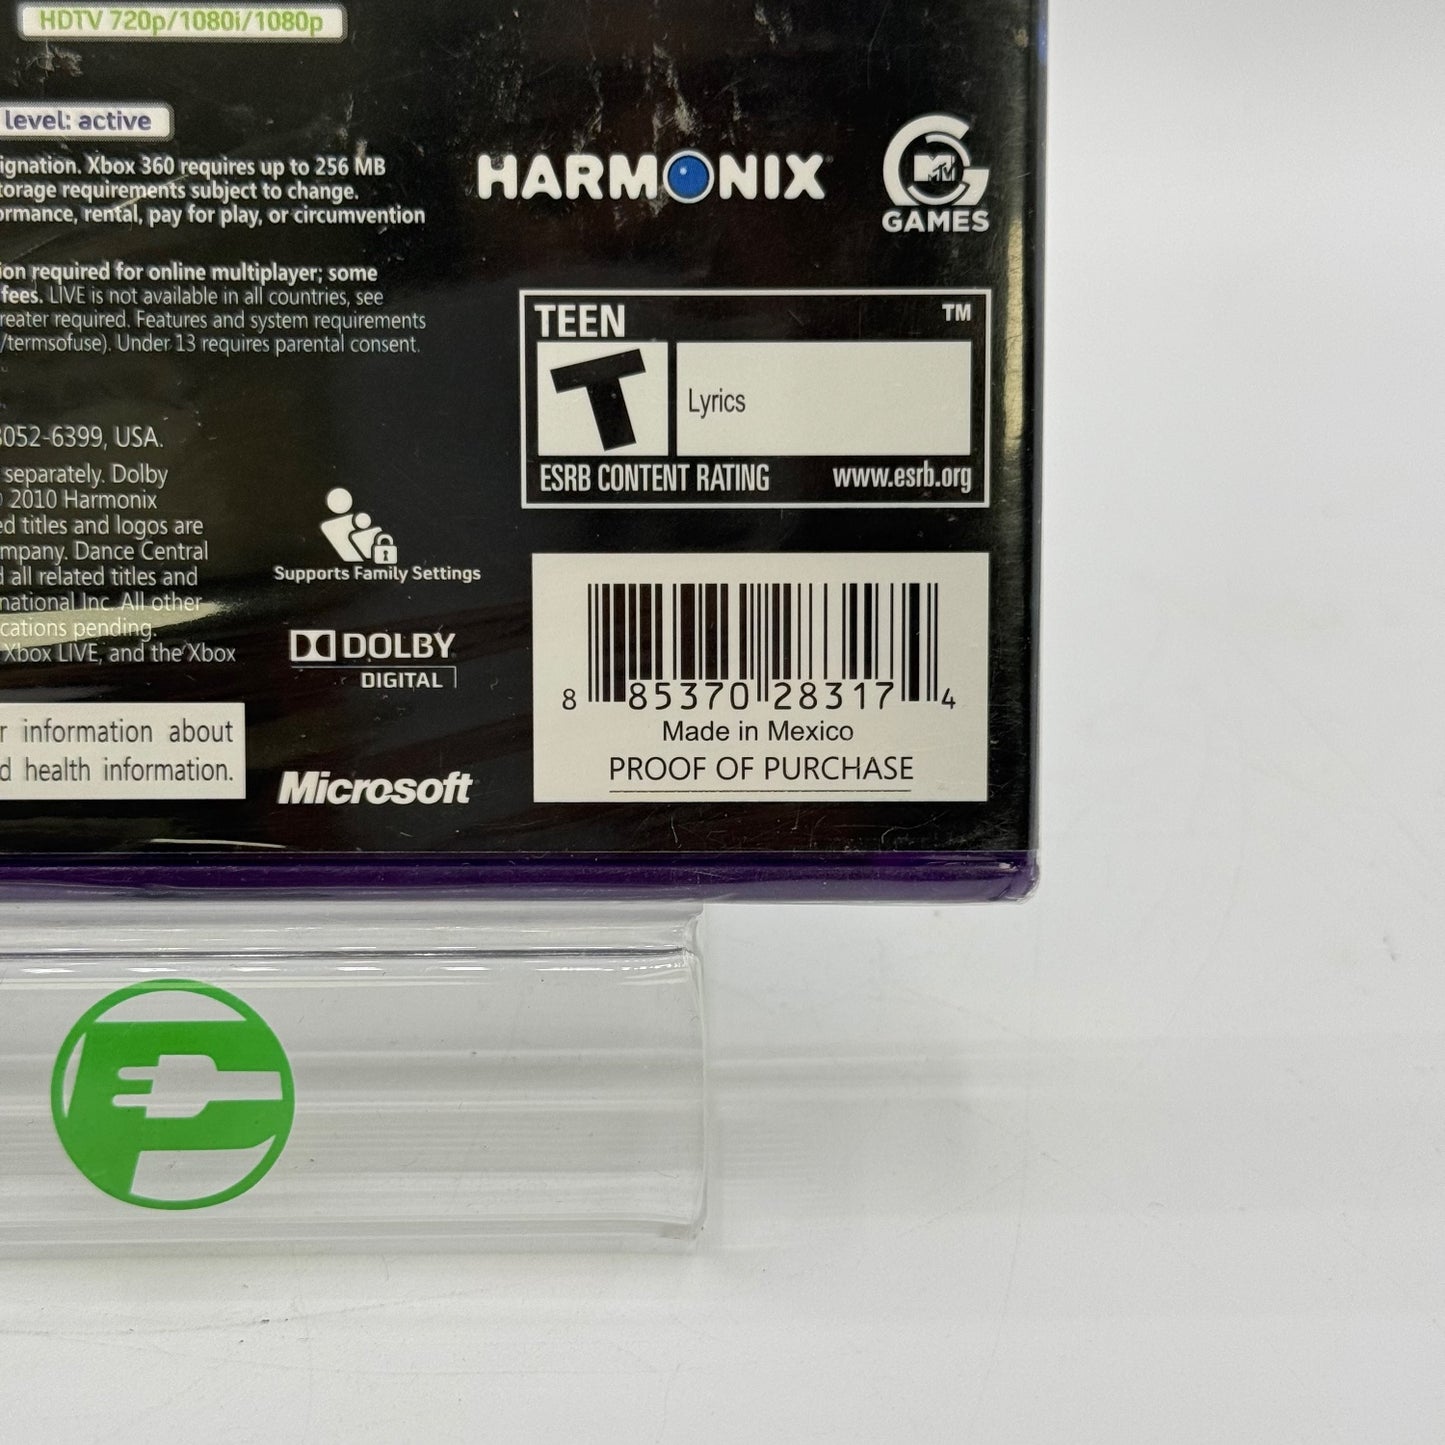 HDTV 720p/1080i/1080p
level: active
ignation. Xbox 360 requires up to 256 MB
torage requirements subject to change.
ormance, rental, pay for play, or circumvention
ion required for online multiplayer; some
fees. LIVE is not available in all countries, see
reater required. Features and system requirements
/termsofuse). Under 13 requires parental consent.
8052-6399, USA.
separately. Dolby
2010 Harmonix
ed titles and logos are
mpany. Dance Central
d all related titles and
national Inc. All other
cations pending.
Xbox LIVE, and the Xbox
r information about
d health information.
Supports Family Settings
DOLBY
DIGITAL
Microsoft
HARMONIX
MTV
GAMES
TEEN TM
T
Lyrics
ESRB CONTENT RATING www.esrb.org
8 85370 28317 4
Made in Mexico
PROOF OF PURCHASE